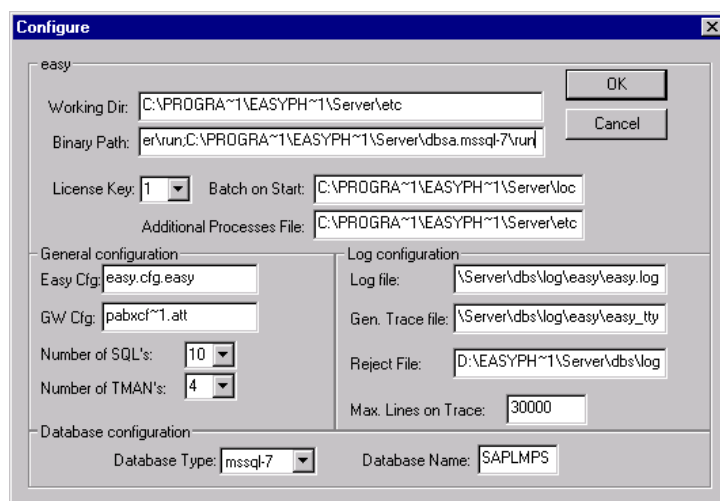 Configure
easy
Working Dir: C:\PROGRA~1\EASYPH~1\Server\etc
OK
Binary Path: er\run;C:\PROGRA~1\EASYPH~1\Server\dbsa.mssql-7\run
Cancel
License Key: 1 Batch on Start: C:\PROGRA~1\EASYPH~1\Server\loc
Additional Processes File: C:\PROGRA~1\EASYPH~1\Server\etc
General configuration
Easy Cfg: easy.cfg.easy
GW Cfg: pabxcf~1.att
Number of SQL's: 10
Number of TMAN's: 4
Log configuration
Log file: \Server\dbs\log\easy\easy.log
Gen. Trace file: \Server\dbs\log\easy\easy_tty
Reject File: D:\EASYPH~1\Server\dbs\log
Max. Lines on Trace: 30000
Database configuration
Database Type: mssql-7 Database Name: SAPLMPS